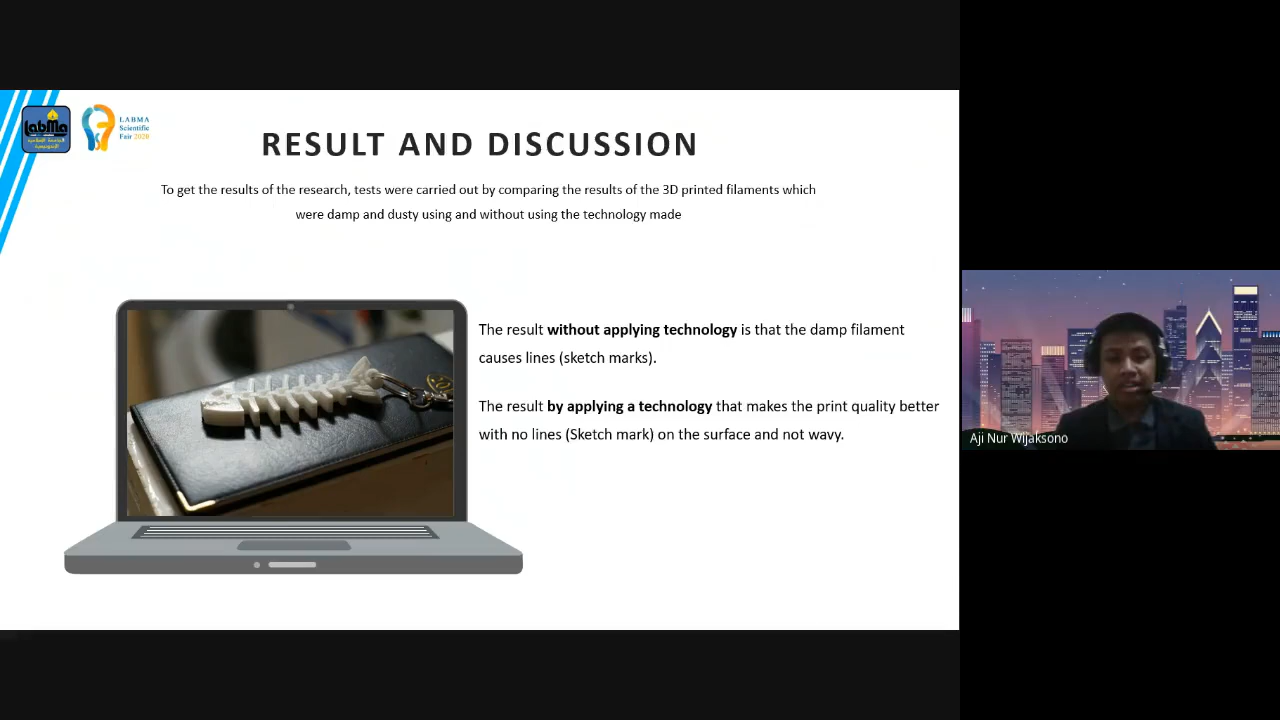 LabMa
LABMA
Scientific
Fair 2020
RESULT AND DISCUSSION
To get the results of the research, tests were carried out by comparing the results of the 3D printed filaments which
were damp and dusty using and without using the technology made
The result without applying technology is that the damp filament
causes lines (sketch marks).
The result by applying a technology that makes the print quality better
with no lines (Sketch mark) on the surface and not wavy.
Aji Nur Wijaksono